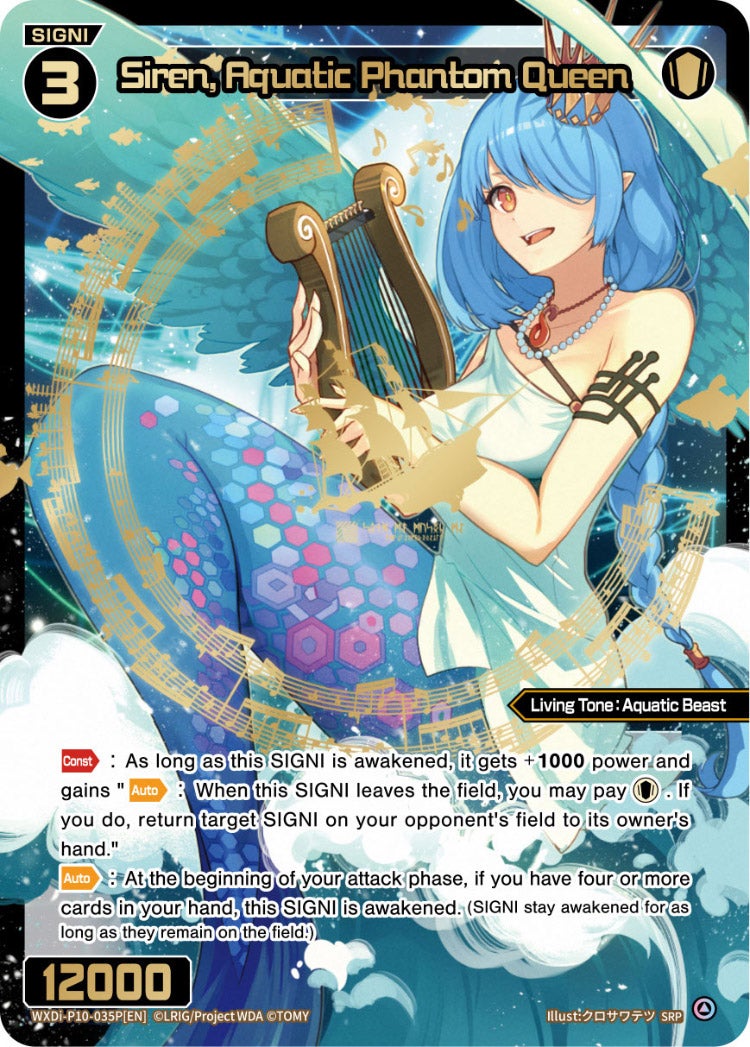 SIGNI
3
Siren, Aquatic Phantom Queen
Living Tone：Aquatic Beast
Const ： As long as this SIGNI is awakened, it gets +1000 power and
gains " Auto ： When this SIGNI leaves the field, you may pay . If
you do, return target SIGNI on your opponent's field to its owner's
hand."
Auto ： At the beginning of your attack phase, if you have four or more
cards in your hand, this SIGNI is awakened. (SIGNI stay awakened for as
long as they remain on the field.)
12000
WXDi-P10-035P[EN] ©LRIG/Project WDA ©TOMY
Illust:クロサワテツ SRP